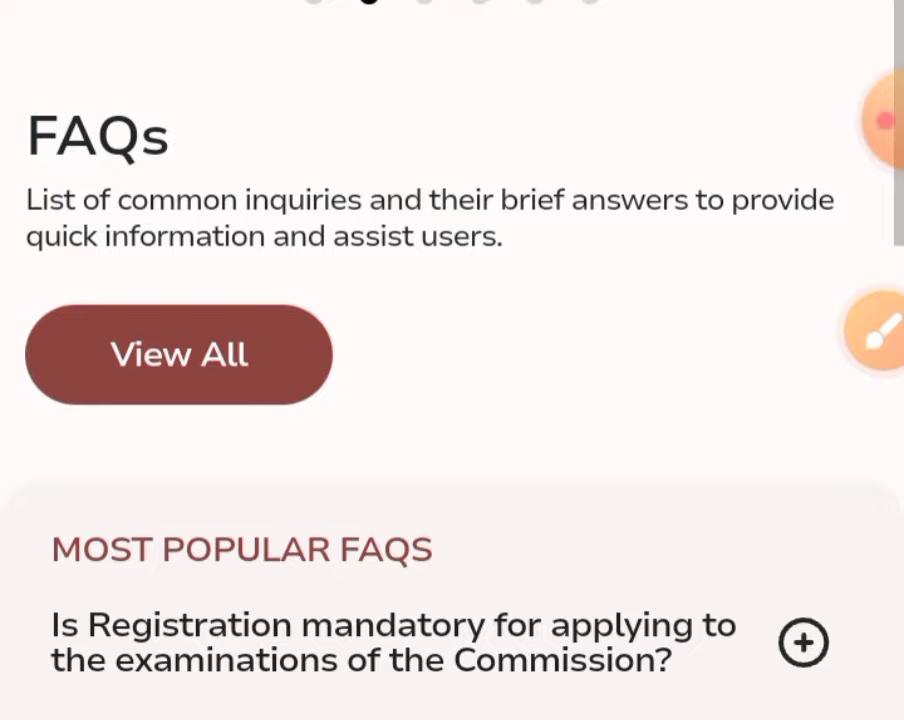 FAQs
List of common inquiries and their brief answers to provide
quick information and assist users.
View All
MOST POPULAR FAQS
Is Registration mandatory for applying to
the examinations of the Commission?